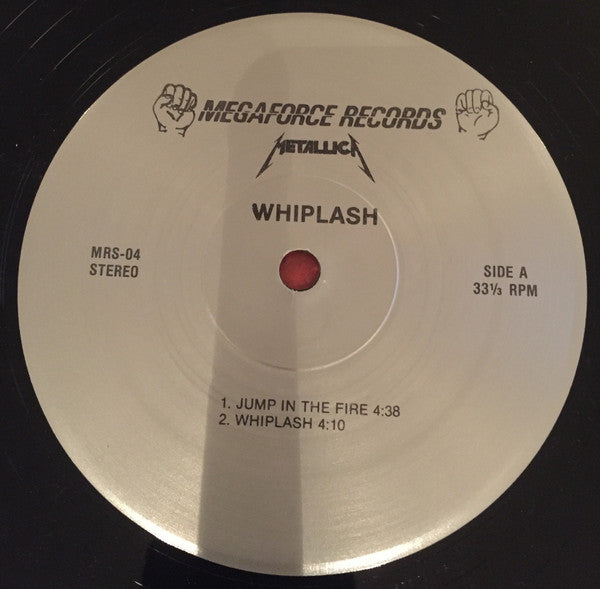 MEGAFORCE RECORDS
METALLICA
WHIPLASH
MRS-04
STEREO
SIDE A
33⅓ RPM
1. JUMP IN THE FIRE 4:38
2. WHIPLASH 4:10